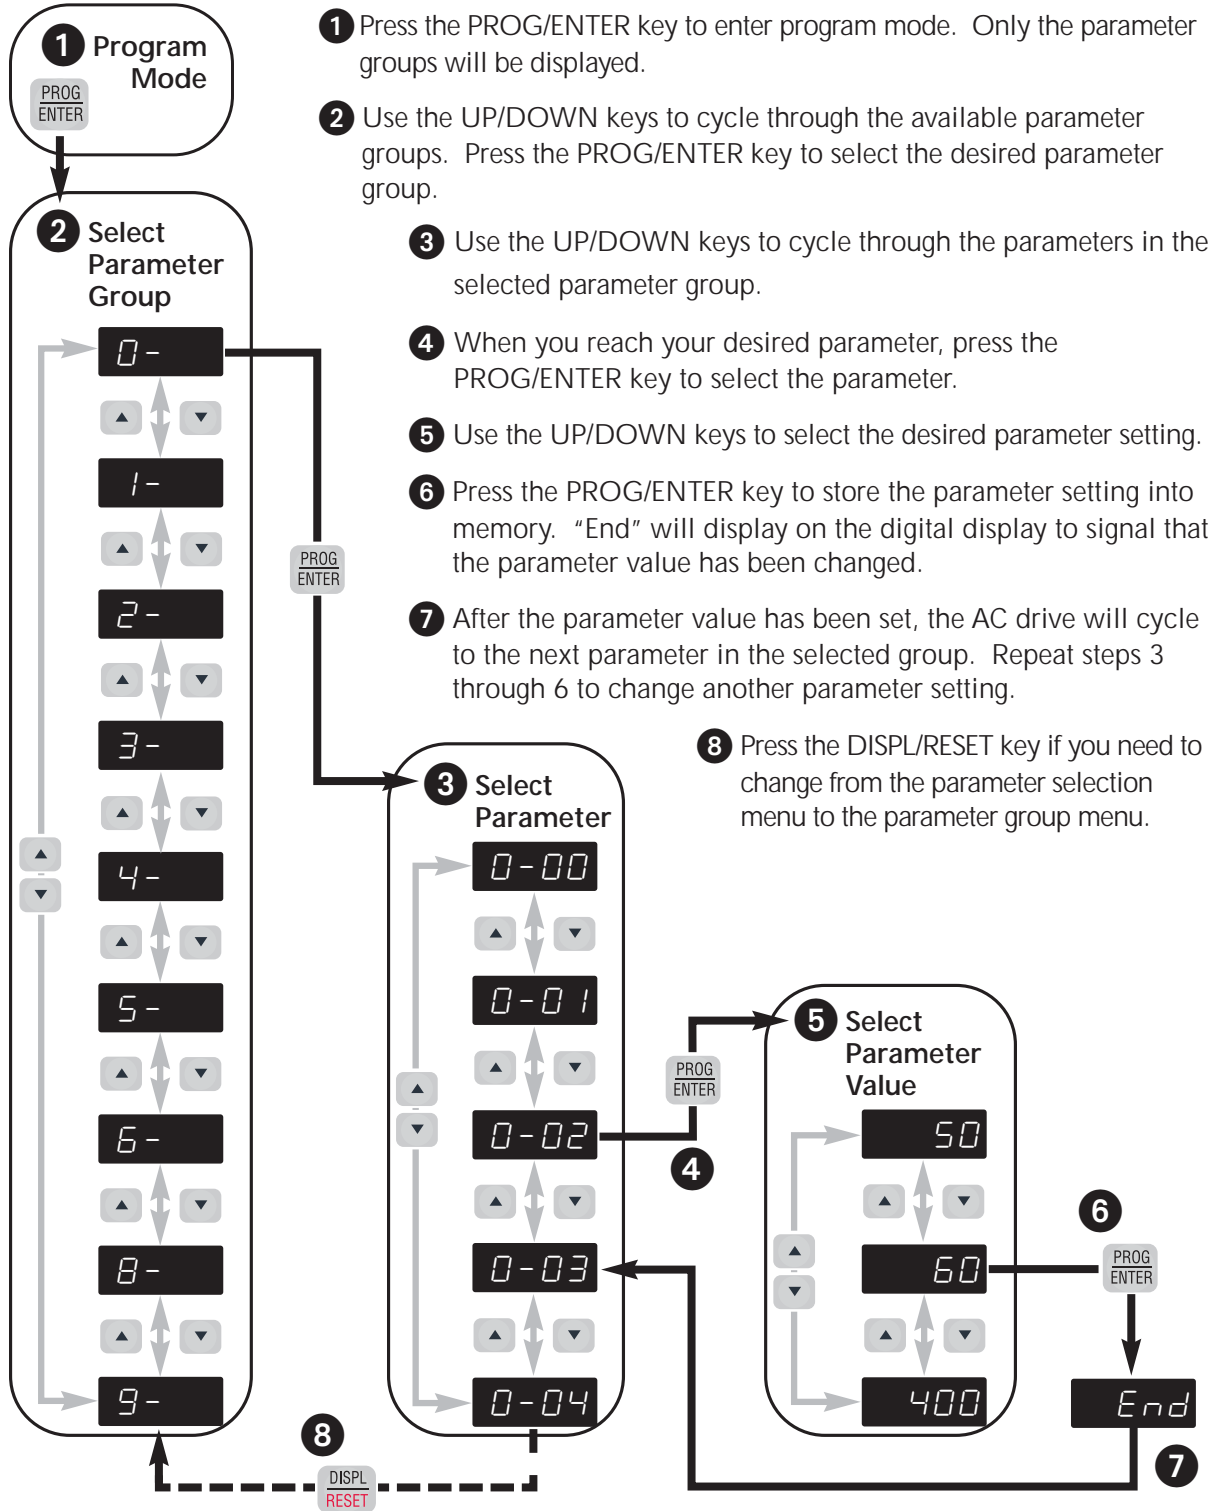 1 Program
Mode
PROG
ENTER
1 Press the PROG/ENTER key to enter program mode. Only the parameter
groups will be displayed.
2 Use the UP/DOWN keys to cycle through the available parameter
groups. Press the PROG/ENTER key to select the desired parameter
group.
3 Use the UP/DOWN keys to cycle through the parameters in the
selected parameter group.
4 When you reach your desired parameter, press the
PROG/ENTER key to select the parameter.
5 Use the UP/DOWN keys to select the desired parameter setting.
6 Press the PROG/ENTER key to store the parameter setting into
memory. "End" will display on the digital display to signal that
the parameter value has been changed.
7 After the parameter value has been set, the AC drive will cycle
to the next parameter in the selected group. Repeat steps 3
through 6 to change another parameter setting.
8 Press the DISPL/RESET key if you need to
change from the parameter selection
menu to the parameter group menu.
2 Select
Parameter
Group
0-
1-
2-
3-
4-
5-
6-
8-
9-
PROG
ENTER
3 Select
Parameter
0-00
0-01
0-02
0-03
0-04
PROG
ENTER
4
5 Select
Parameter
Value
50
60
400
6
PROG
ENTER
End
7
8
DISPL
RESET